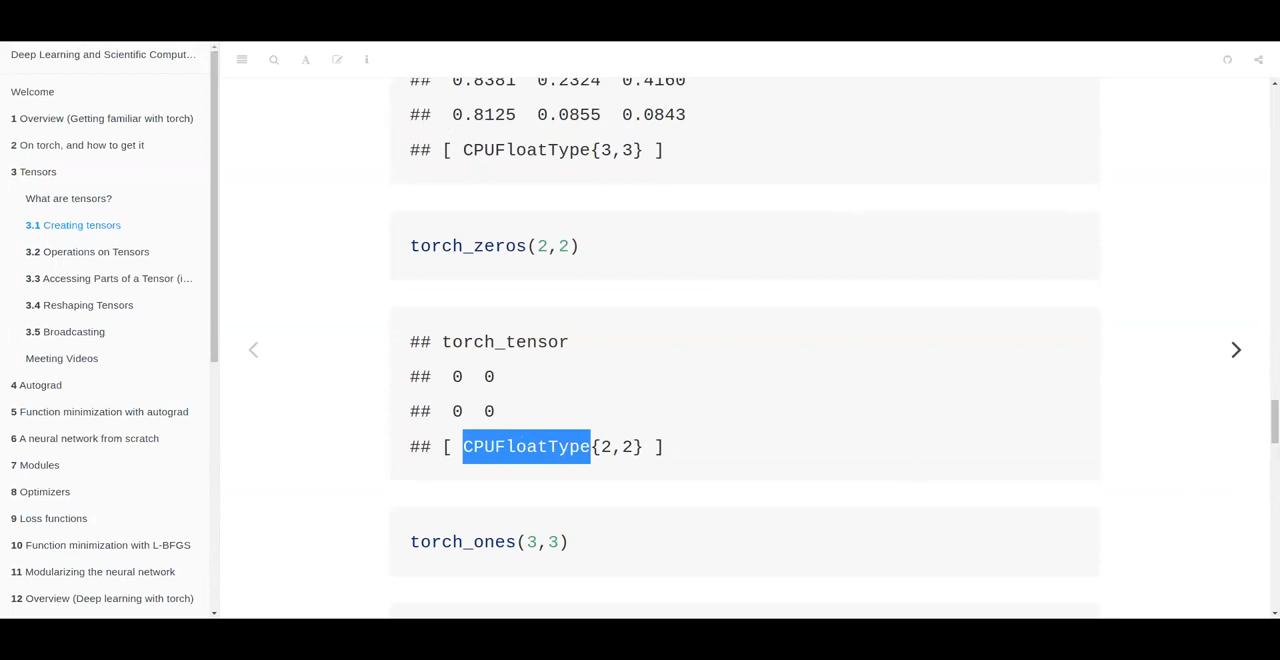 Deep Learning and Scientific Comput…
Welcome
1 Overview (Getting familiar with torch)
2 On torch, and how to get it
3 Tensors
What are tensors?
3.1 Creating tensors
3.2 Operations on Tensors
3.3 Accessing Parts of a Tensor (i…
3.4 Reshaping Tensors
3.5 Broadcasting
Meeting Videos
4 Autograd
5 Function minimization with autograd
6 A neural network from scratch
7 Modules
8 Optimizers
9 Loss functions
10 Function minimization with L-BFGS
11 Modularizing the neural network
12 Overview (Deep learning with torch)
A
i
## 0.8381 0.2324 0.4160
## 0.8125 0.0855 0.0843
## [ CPUFloatType{3,3} ]
torch_zeros(2,2)
## torch_tensor
## 0 0
## 0 0
## [ CPUFloatType{2,2} ]
torch_ones(3,3)